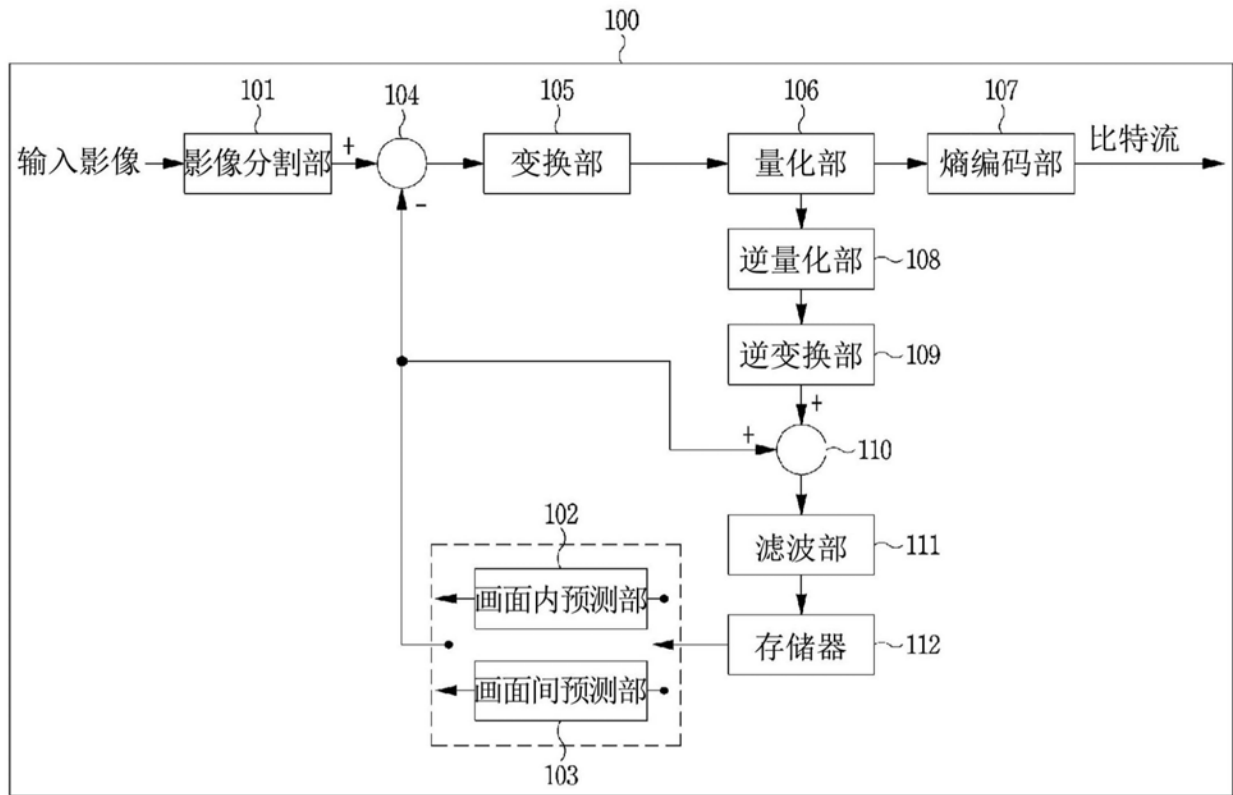 100
101
104
105
106
107
输入影像
影像分割部
+
变换部
量化部
熵编码部
比特流
-
逆量化部
108
逆变换部
109
+
+
110
102
滤波部
111
画面内预测部
存储器
112
画面间预测部
103